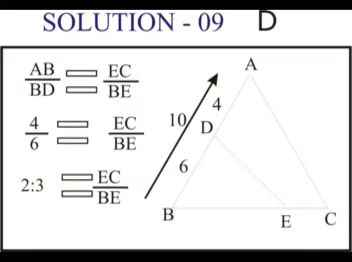 SOLUTION - 09 D
AB/BD = EC/BE
4/6 = EC/BE
2:3 = EC/BE
A
10 4
D
6
B E C